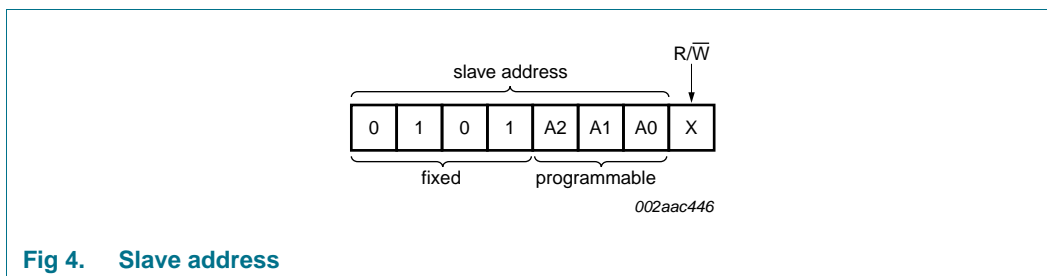 R/W̅
slave address
0 1 0 1 A2 A1 A0 X
fixed programmable
002aac446
Fig 4. Slave address